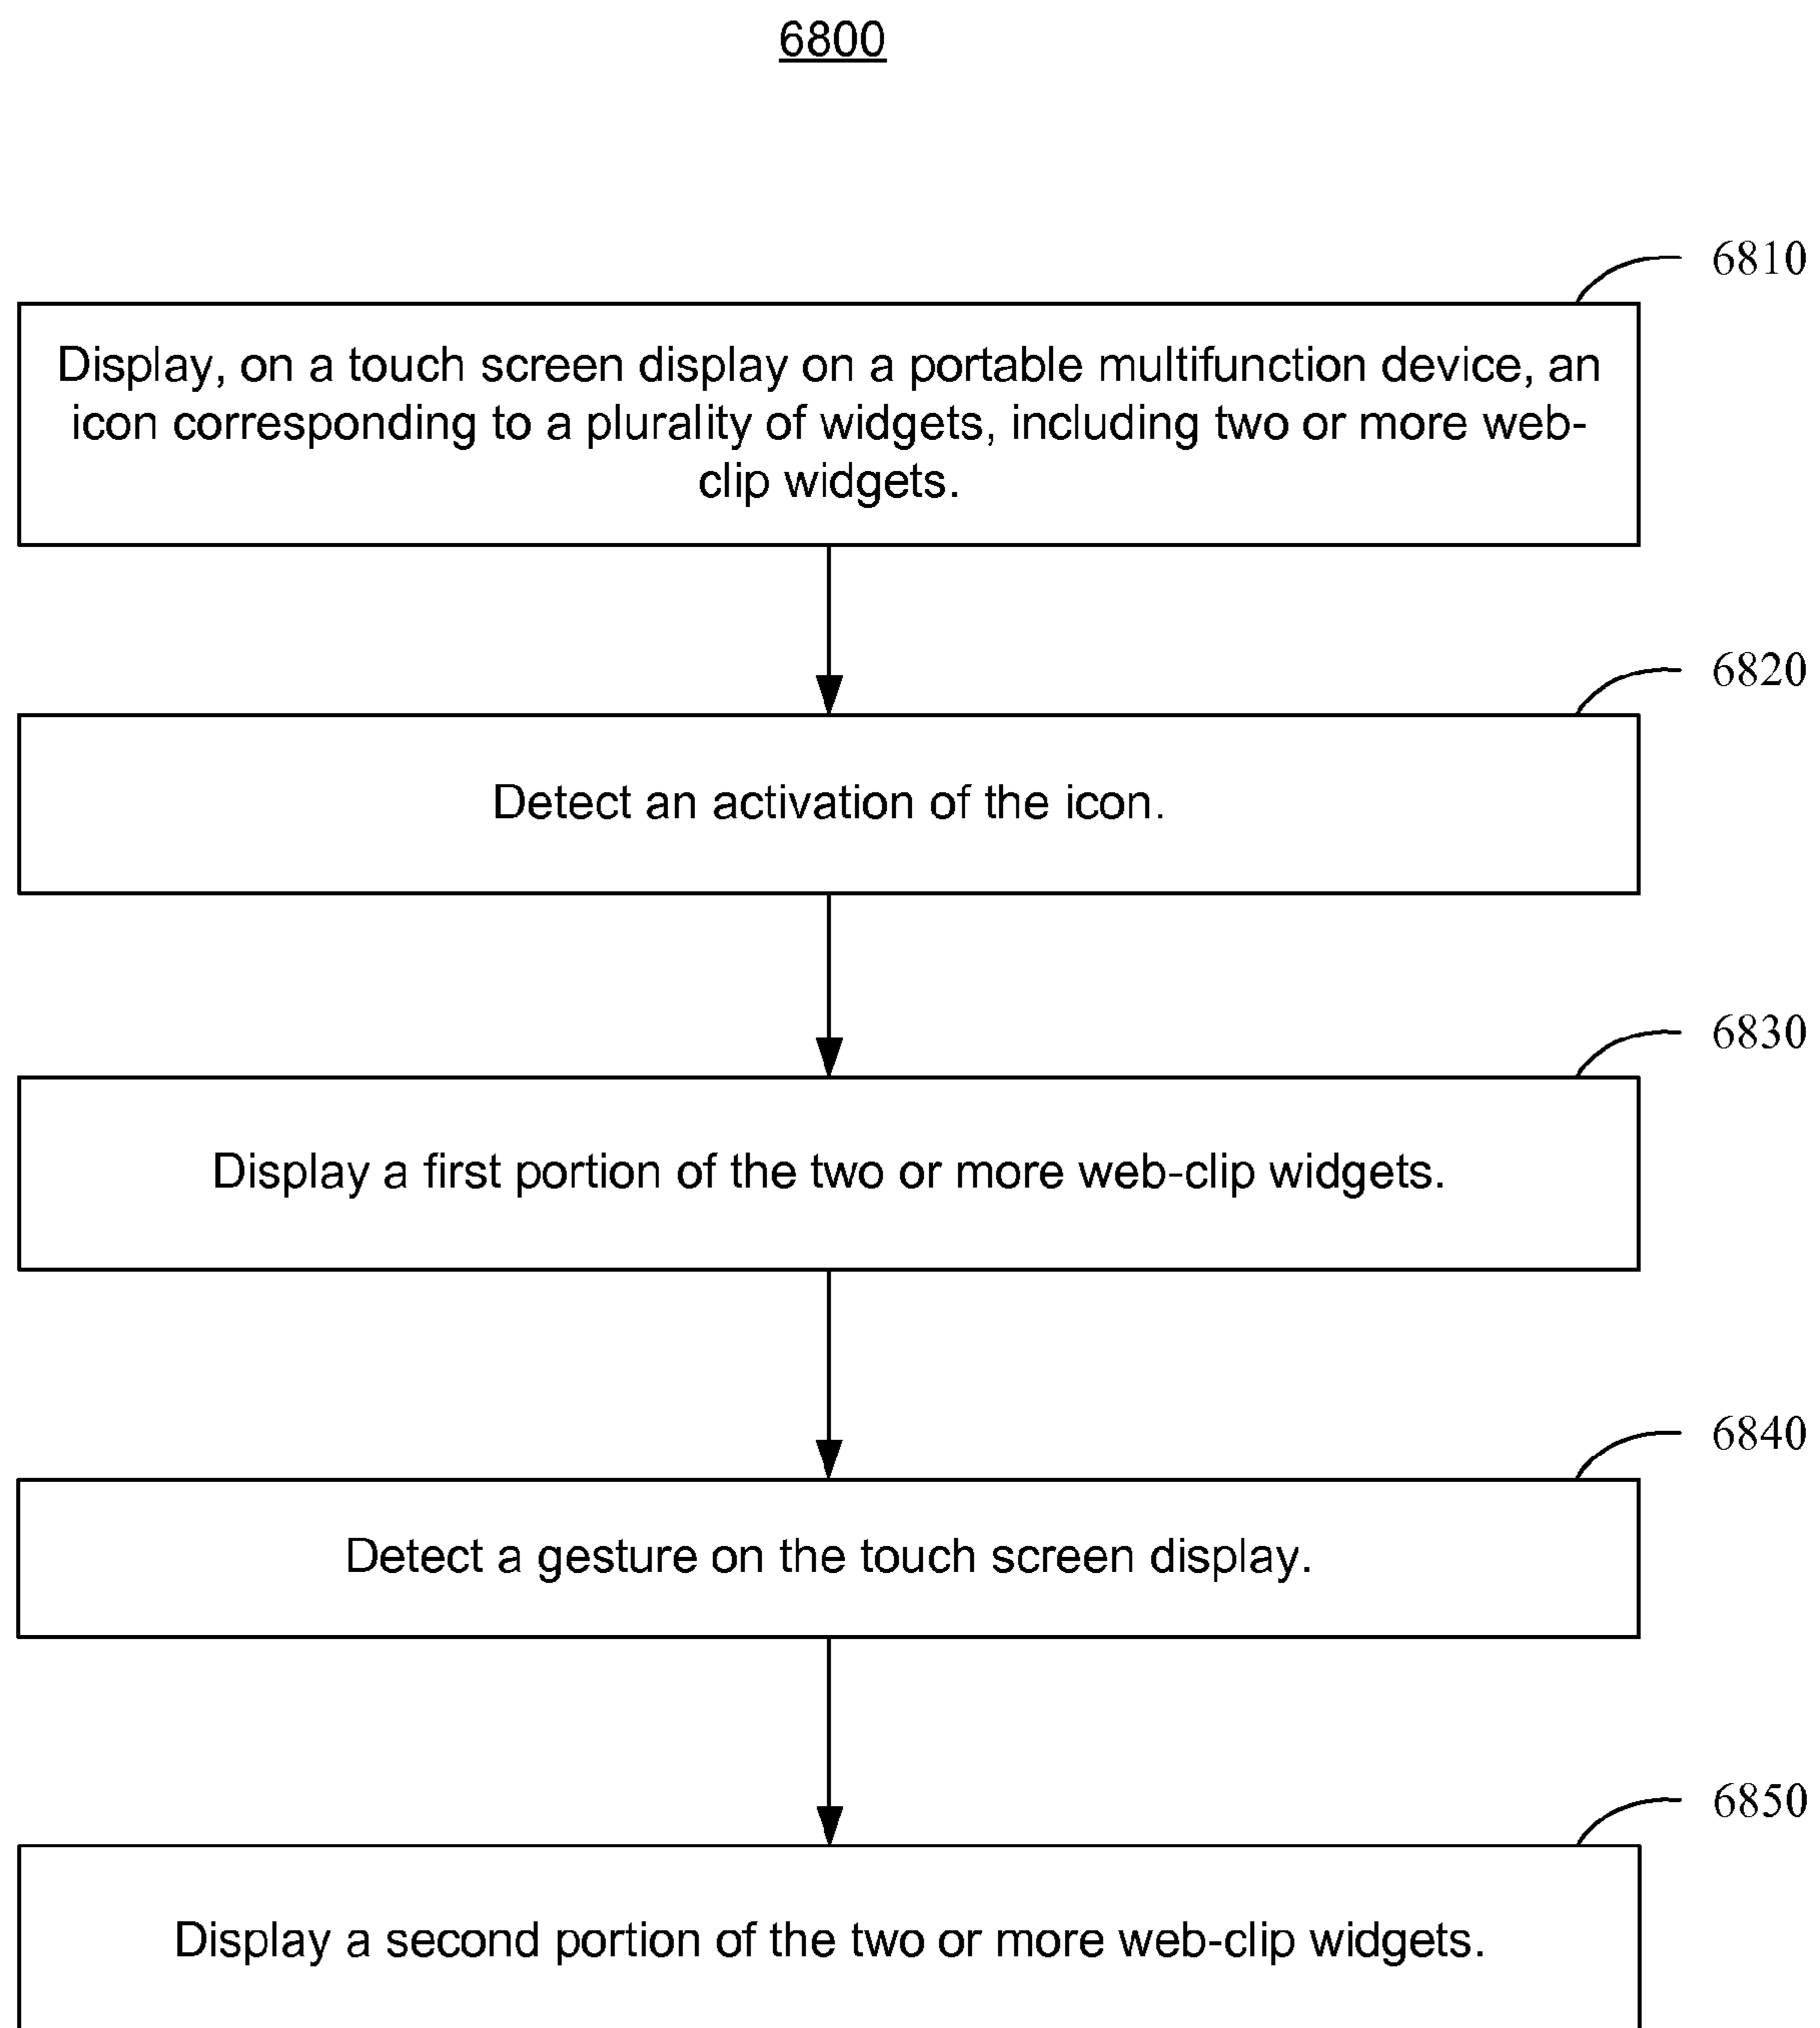 6800
6810
Display, on a touch screen display on a portable multifunction device, an
icon corresponding to a plurality of widgets, including two or more web-
clip widgets.
6820
Detect an activation of the icon.
6830
Display a first portion of the two or more web-clip widgets.
6840
Detect a gesture on the touch screen display.
6850
Display a second portion of the two or more web-clip widgets.